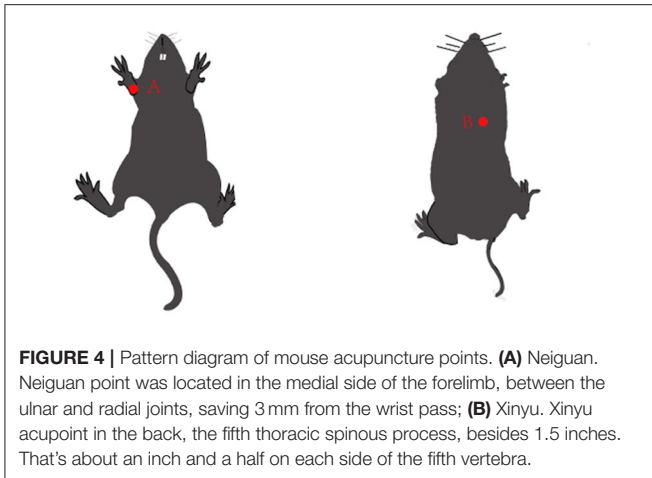 A
B
FIGURE 4 | Pattern diagram of mouse acupuncture points. (A) Neiguan.
Neiguan point was located in the medial side of the forelimb, between the
ulnar and radial joints, saving 3 mm from the wrist pass; (B) Xinyu. Xinyu
acupoint in the back, the fifth thoracic spinous process, besides 1.5 inches.
That's about an inch and a half on each side of the fifth vertebra.